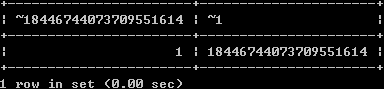 | ~18446744073709551614 | ~1 |
| 1 | 18446744073709551614 |
1 row in set (0.00 sec)